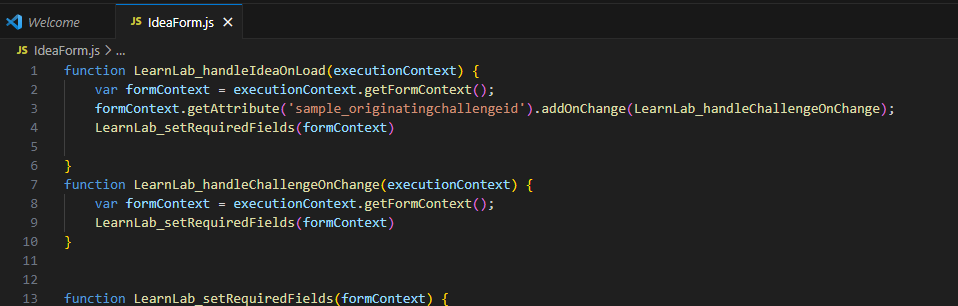 Welcome
JS IdeaForm.js ×
JS IdeaForm.js > ...
1 function LearnLab_handleIdeaOnLoad(executionContext) {
2     var formContext = executionContext.getFormContext();
3     formContext.getAttribute('sample_originatingchallengeid').addOnChange(LearnLab_handleChallengeOnChange);
4     LearnLab_setRequiredFields(formContext)
5
6 }
7 function LearnLab_handleChallengeOnChange(executionContext) {
8     var formContext = executionContext.getFormContext();
9     LearnLab_setRequiredFields(formContext)
10 }
11
12
13 function LearnLab_setRequiredFields(formContext) {